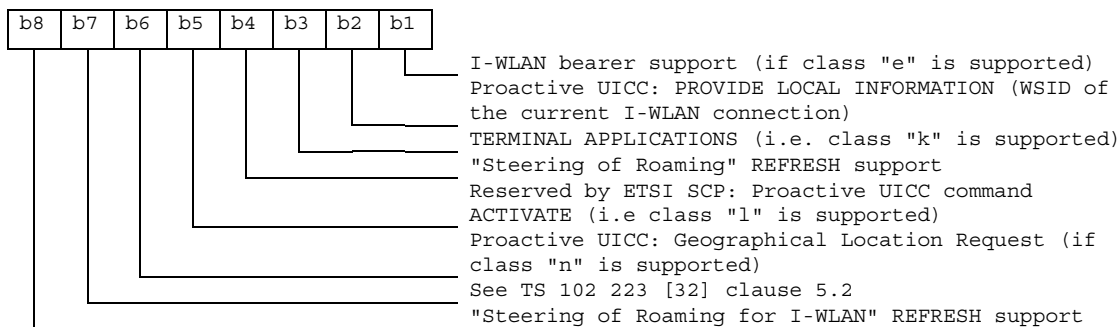 b8 b7 b6 b5 b4 b3 b2 b1
I-WLAN bearer support (if class "e" is supported)
Proactive UICC: PROVIDE LOCAL INFORMATION (WSID of
the current I-WLAN connection)
TERMINAL APPLICATIONS (i.e. class "k" is supported)
"Steering of Roaming" REFRESH support
Reserved by ETSI SCP: Proactive UICC command
ACTIVATE (i.e class "l" is supported)
Proactive UICC: Geographical Location Request (if
class "n" is supported)
See TS 102 223 [32] clause 5.2
"Steering of Roaming for I-WLAN" REFRESH support